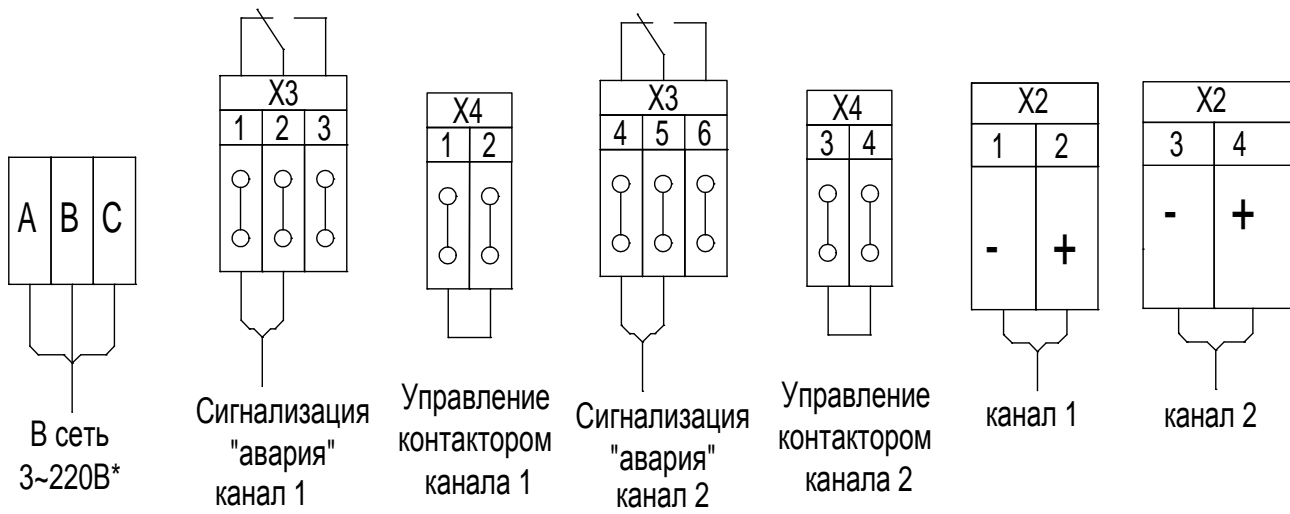 A B C
В сеть
3~220В*
X3
1 2 3
Сигнализация
"авария"
канал 1
X4
1 2
Управление
контактором
канала 1
X3
4 5 6
Сигнализация
"авария"
канал 2
X4
3 4
Управление
контактором
канала 2
X2
1 2
- +
канал 1
X2
3 4
- +
канал 2